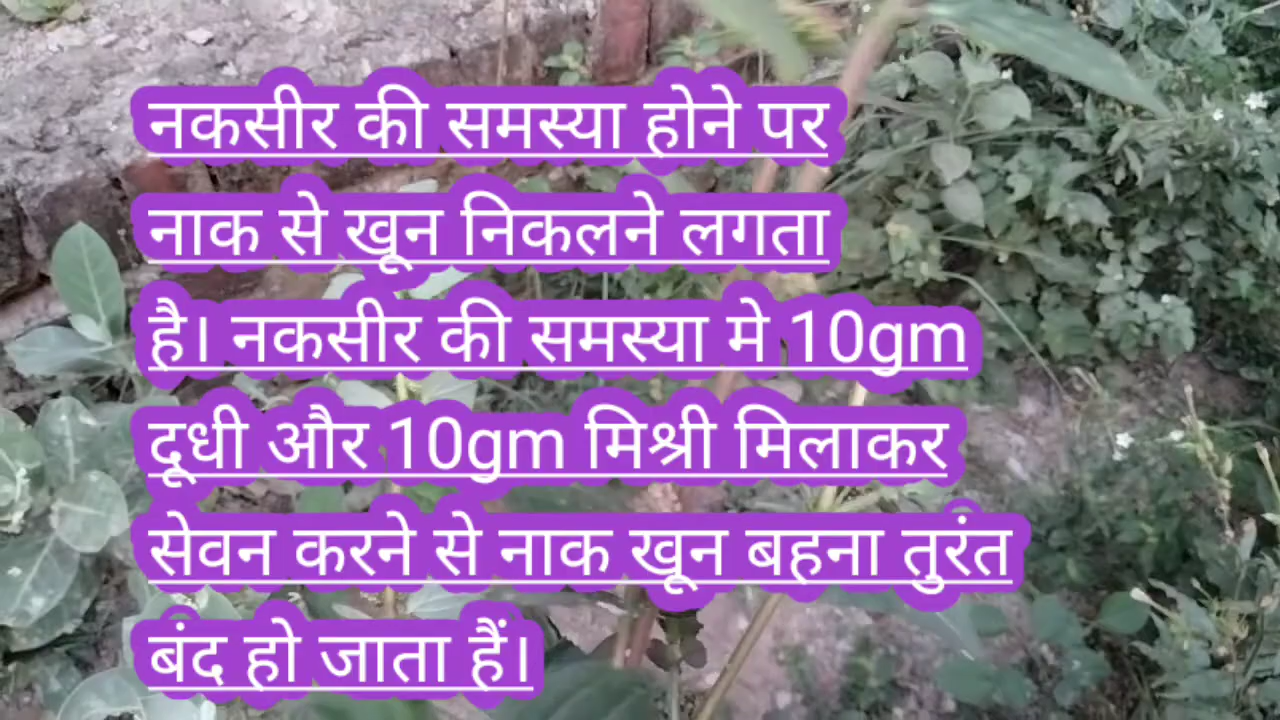 नकसीर की समस्या होने पर
नाक से खून निकलने लगता
है। नकसीर की समस्या मे 10gm
दूधी और 10gm मिश्री मिलाकर
सेवन करने से नाक खून बहना तुरंत
बंद हो जाता हैं।